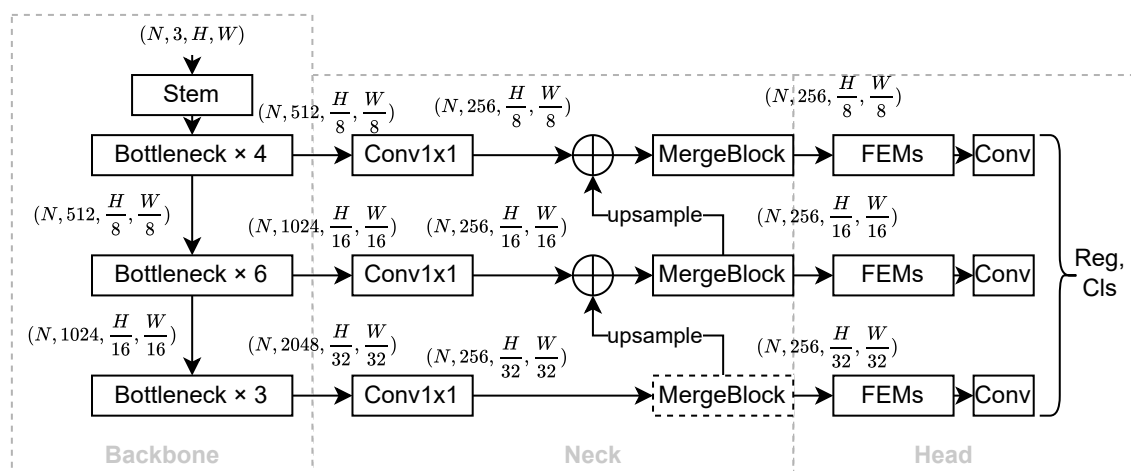 (N, 3, H, W)
Stem
(N, 512, H/8, W/8)
(N, 256, H/8, W/8)
(N, 256, H/8, W/8)
Bottleneck × 4
Conv1x1
MergeBlock
FEMs
Conv
(N, 512, H/8, W/8)
(N, 1024, H/16, W/16)
(N, 256, H/16, W/16)
upsample
(N, 256, H/16, W/16)
Bottleneck × 6
Conv1x1
MergeBlock
FEMs
Conv
Reg,
Cls
(N, 1024, H/16, W/16)
(N, 2048, H/32, W/32)
(N, 256, H/32, W/32)
upsample
(N, 256, H/32, W/32)
Bottleneck × 3
Conv1x1
MergeBlock
FEMs
Conv
Backbone
Neck
Head